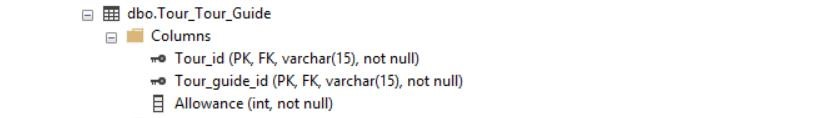 dbo.Tour_Tour_Guide
Columns
Tour_id (PK, FK, varchar(15), not null)
Tour_guide_id (PK, FK, varchar(15), not null)
Allowance (int, not null)